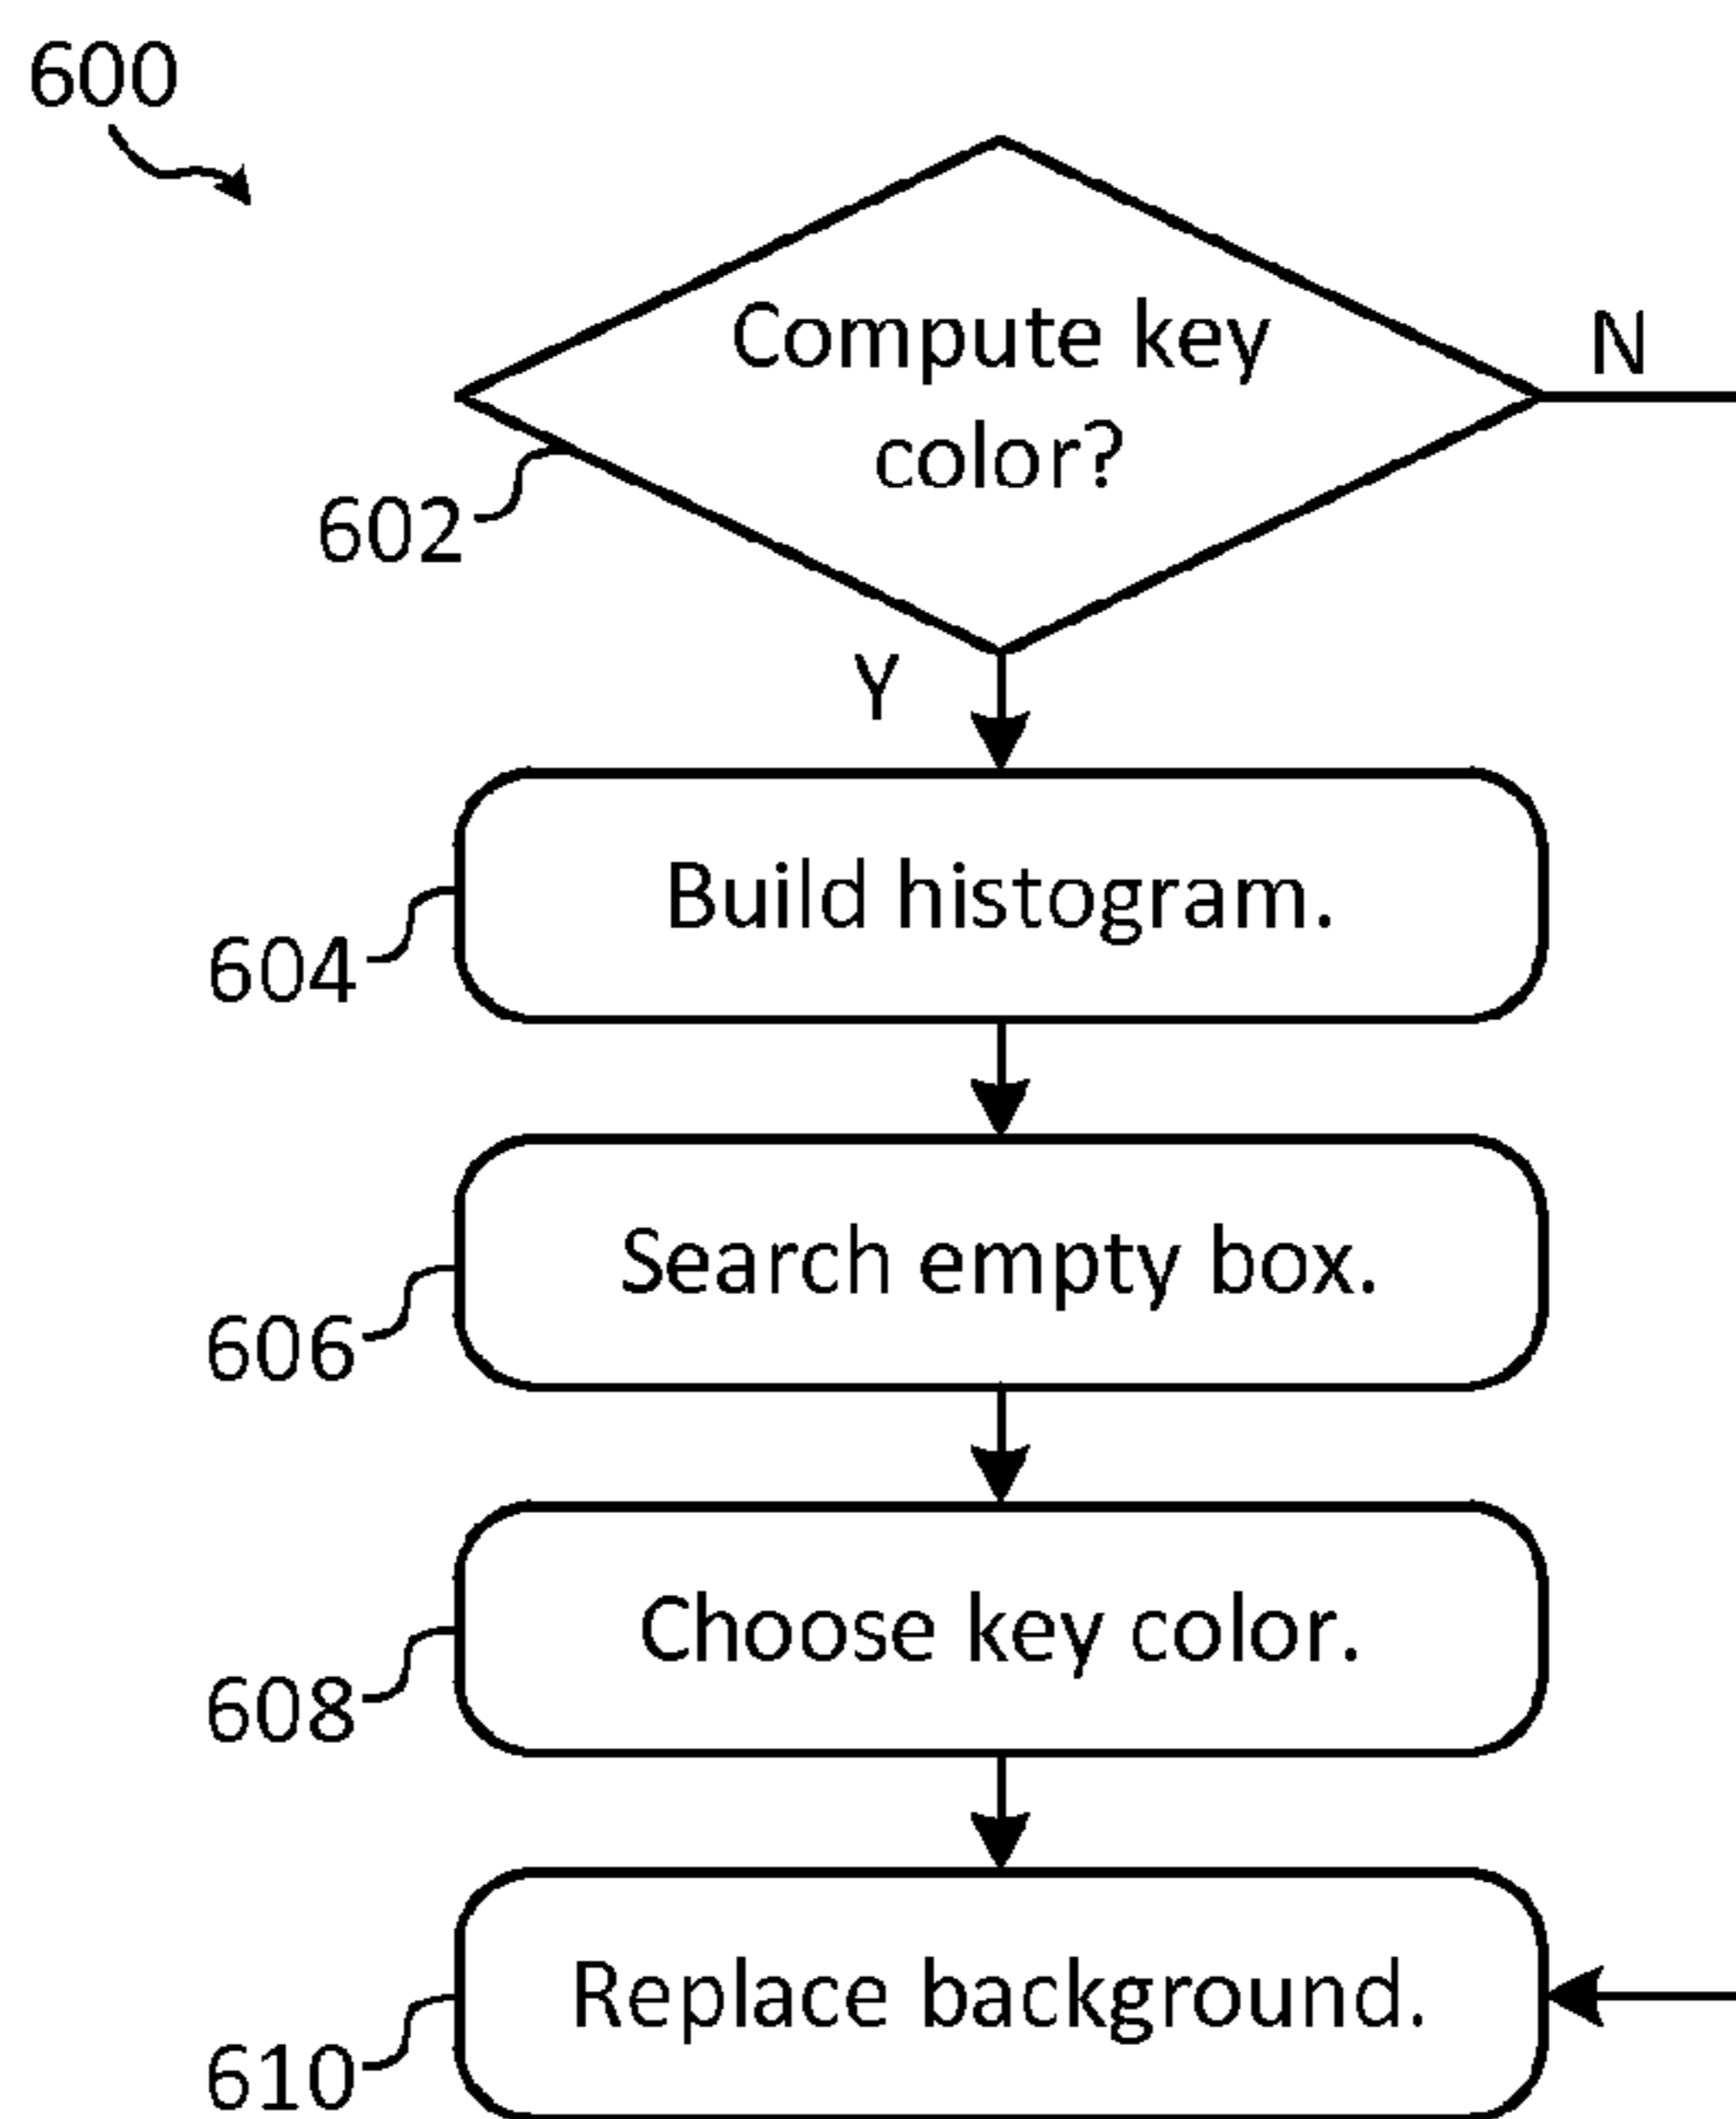 600
Compute key
color?
N
602
Y
Build histogram.
604
Search empty box.
606
Choose key color.
608
Replace background.
610